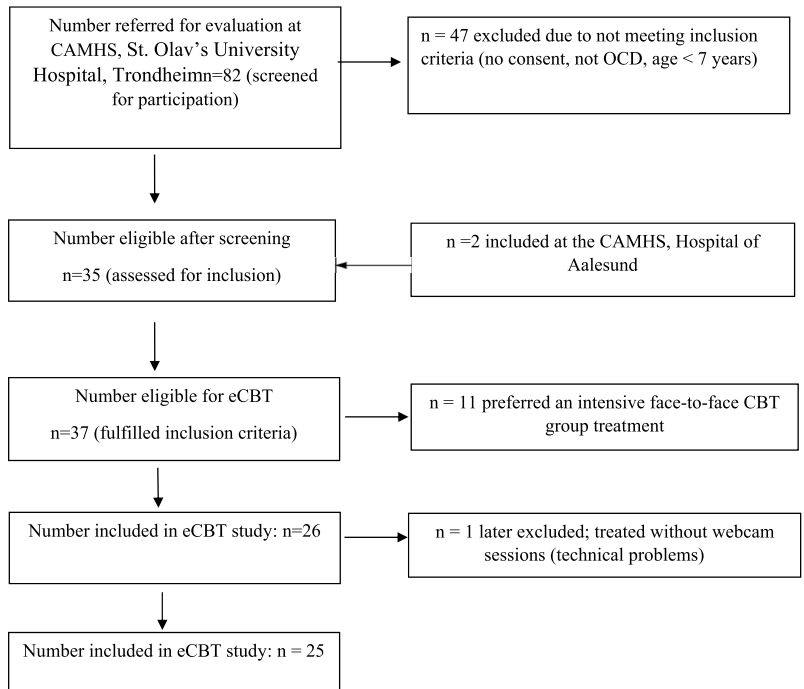 Number referred for evaluation at
CAMHS, St. Olav's University
Hospital, Trondheimn=82 (screened
for participation)
n = 47 excluded due to not meeting inclusion
criteria (no consent, not OCD, age < 7 years)
Number eligible after screening
n=35 (assessed for inclusion)
n =2 included at the CAMHS, Hospital of
Aalesund
Number eligible for eCBT
n=37 (fulfilled inclusion criteria)
n = 11 preferred an intensive face-to-face CBT
group treatment
Number included in eCBT study: n=26
n = 1 later excluded; treated without webcam
sessions (technical problems)
Number included in eCBT study: n = 25